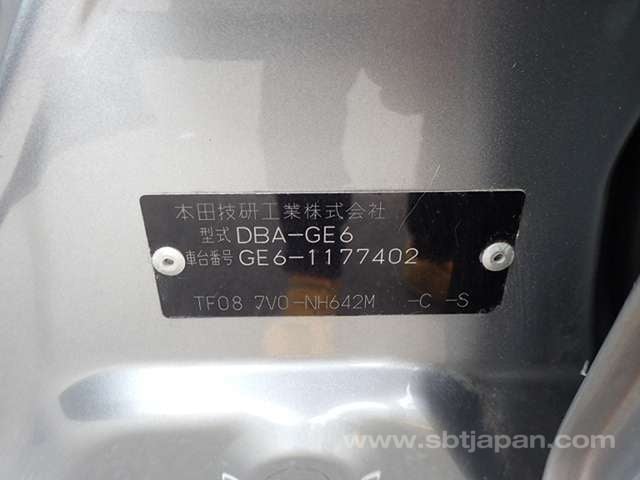 本田技研工業株式会社
型式 DBA-GE6
車台番号 GE6-1177402
TF08 7V0-NH642M -C -S
www.sbtjapan.com